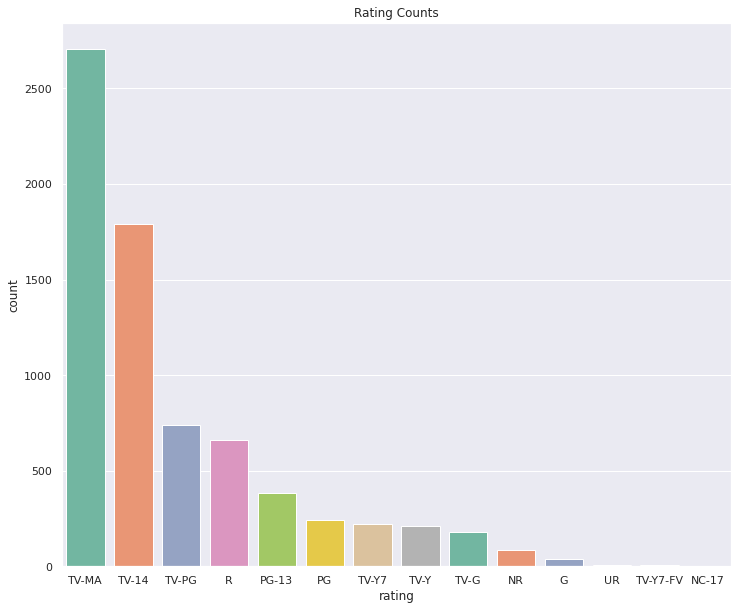 Rating Counts
2500
2000
1500
1000
500
0
count
TV-MA TV-14 TV-PG R PG-13 PG TV-Y7 TV-Y TV-G NR G UR TV-Y7-FV NC-17
rating